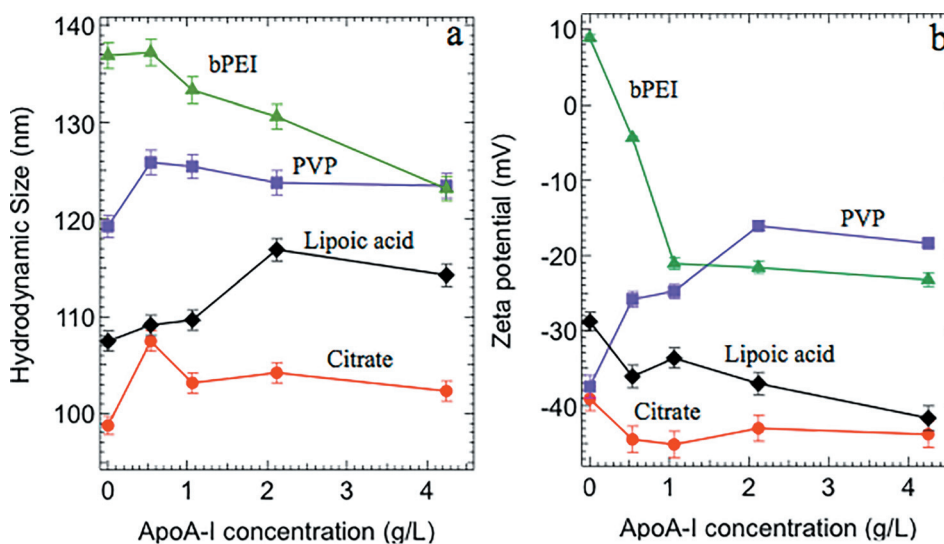 a
Hydrodynamic Size (nm)
140
130
120
110
100
bPEI
PVP
Lipoic acid
Citrate
0 1 2 3 4
ApoA-I concentration (g/L)
b
Zeta potential (mV)
10
0
-10
-20
-30
-40
bPEI
PVP
Lipoic acid
Citrate
0 1 2 3 4
ApoA-I concentration (g/L)